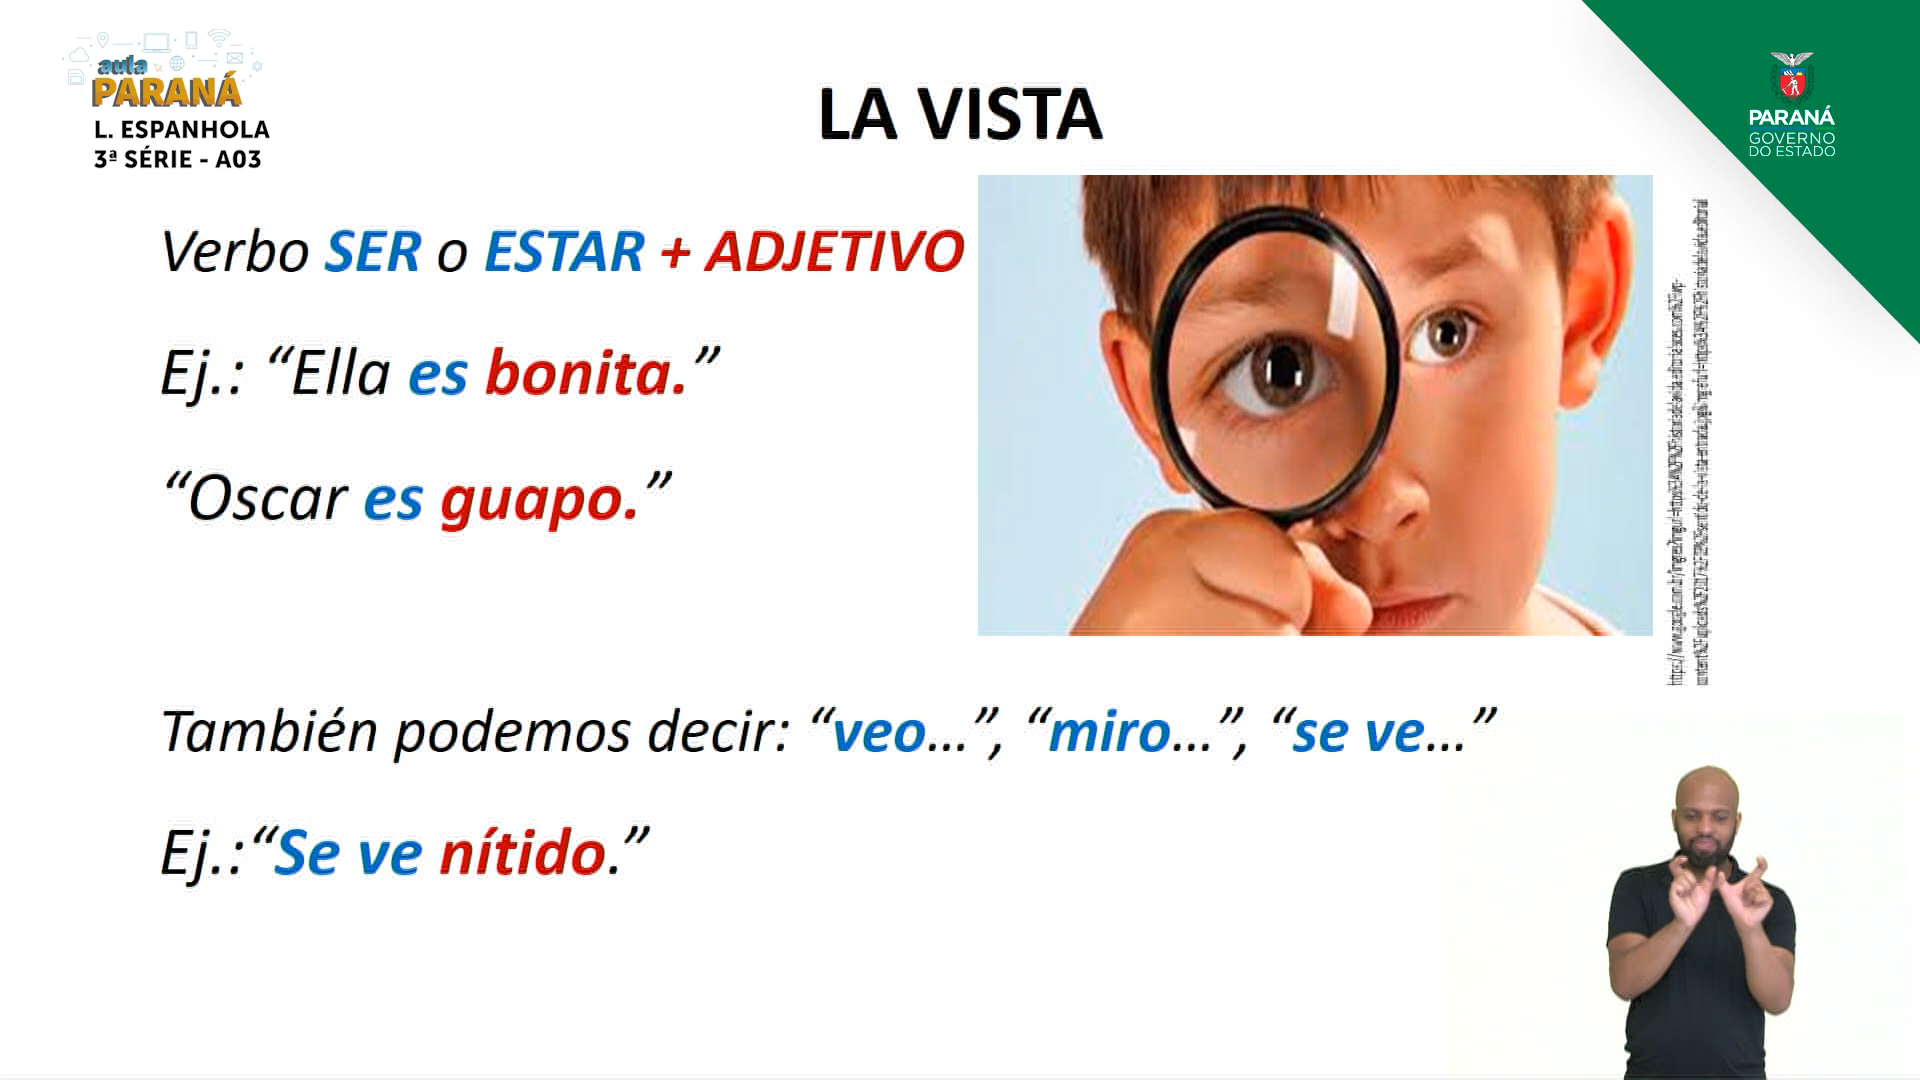 aula
PARANÁ
L. ESPANHOLA
3ª SÉRIE - A03
LA VISTA
PARANÁ
GOVERNO
DO ESTADO
Verbo SER o ESTAR + ADJETIVO
Ej.: “Ella es bonita.”
“Oscar es guapo.”
También podemos decir: “veo...”, “miro...”, “se ve...”
Ej.:“Se ve nítido.”